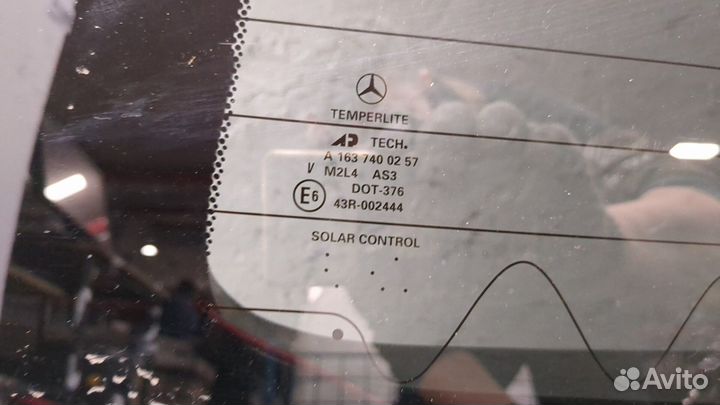 TEMPERLITE
AP TECH.
A 163 740 02 57
V M2L4 AS3
DOT-376
E6 43R-002444
SOLAR CONTROL
Avito